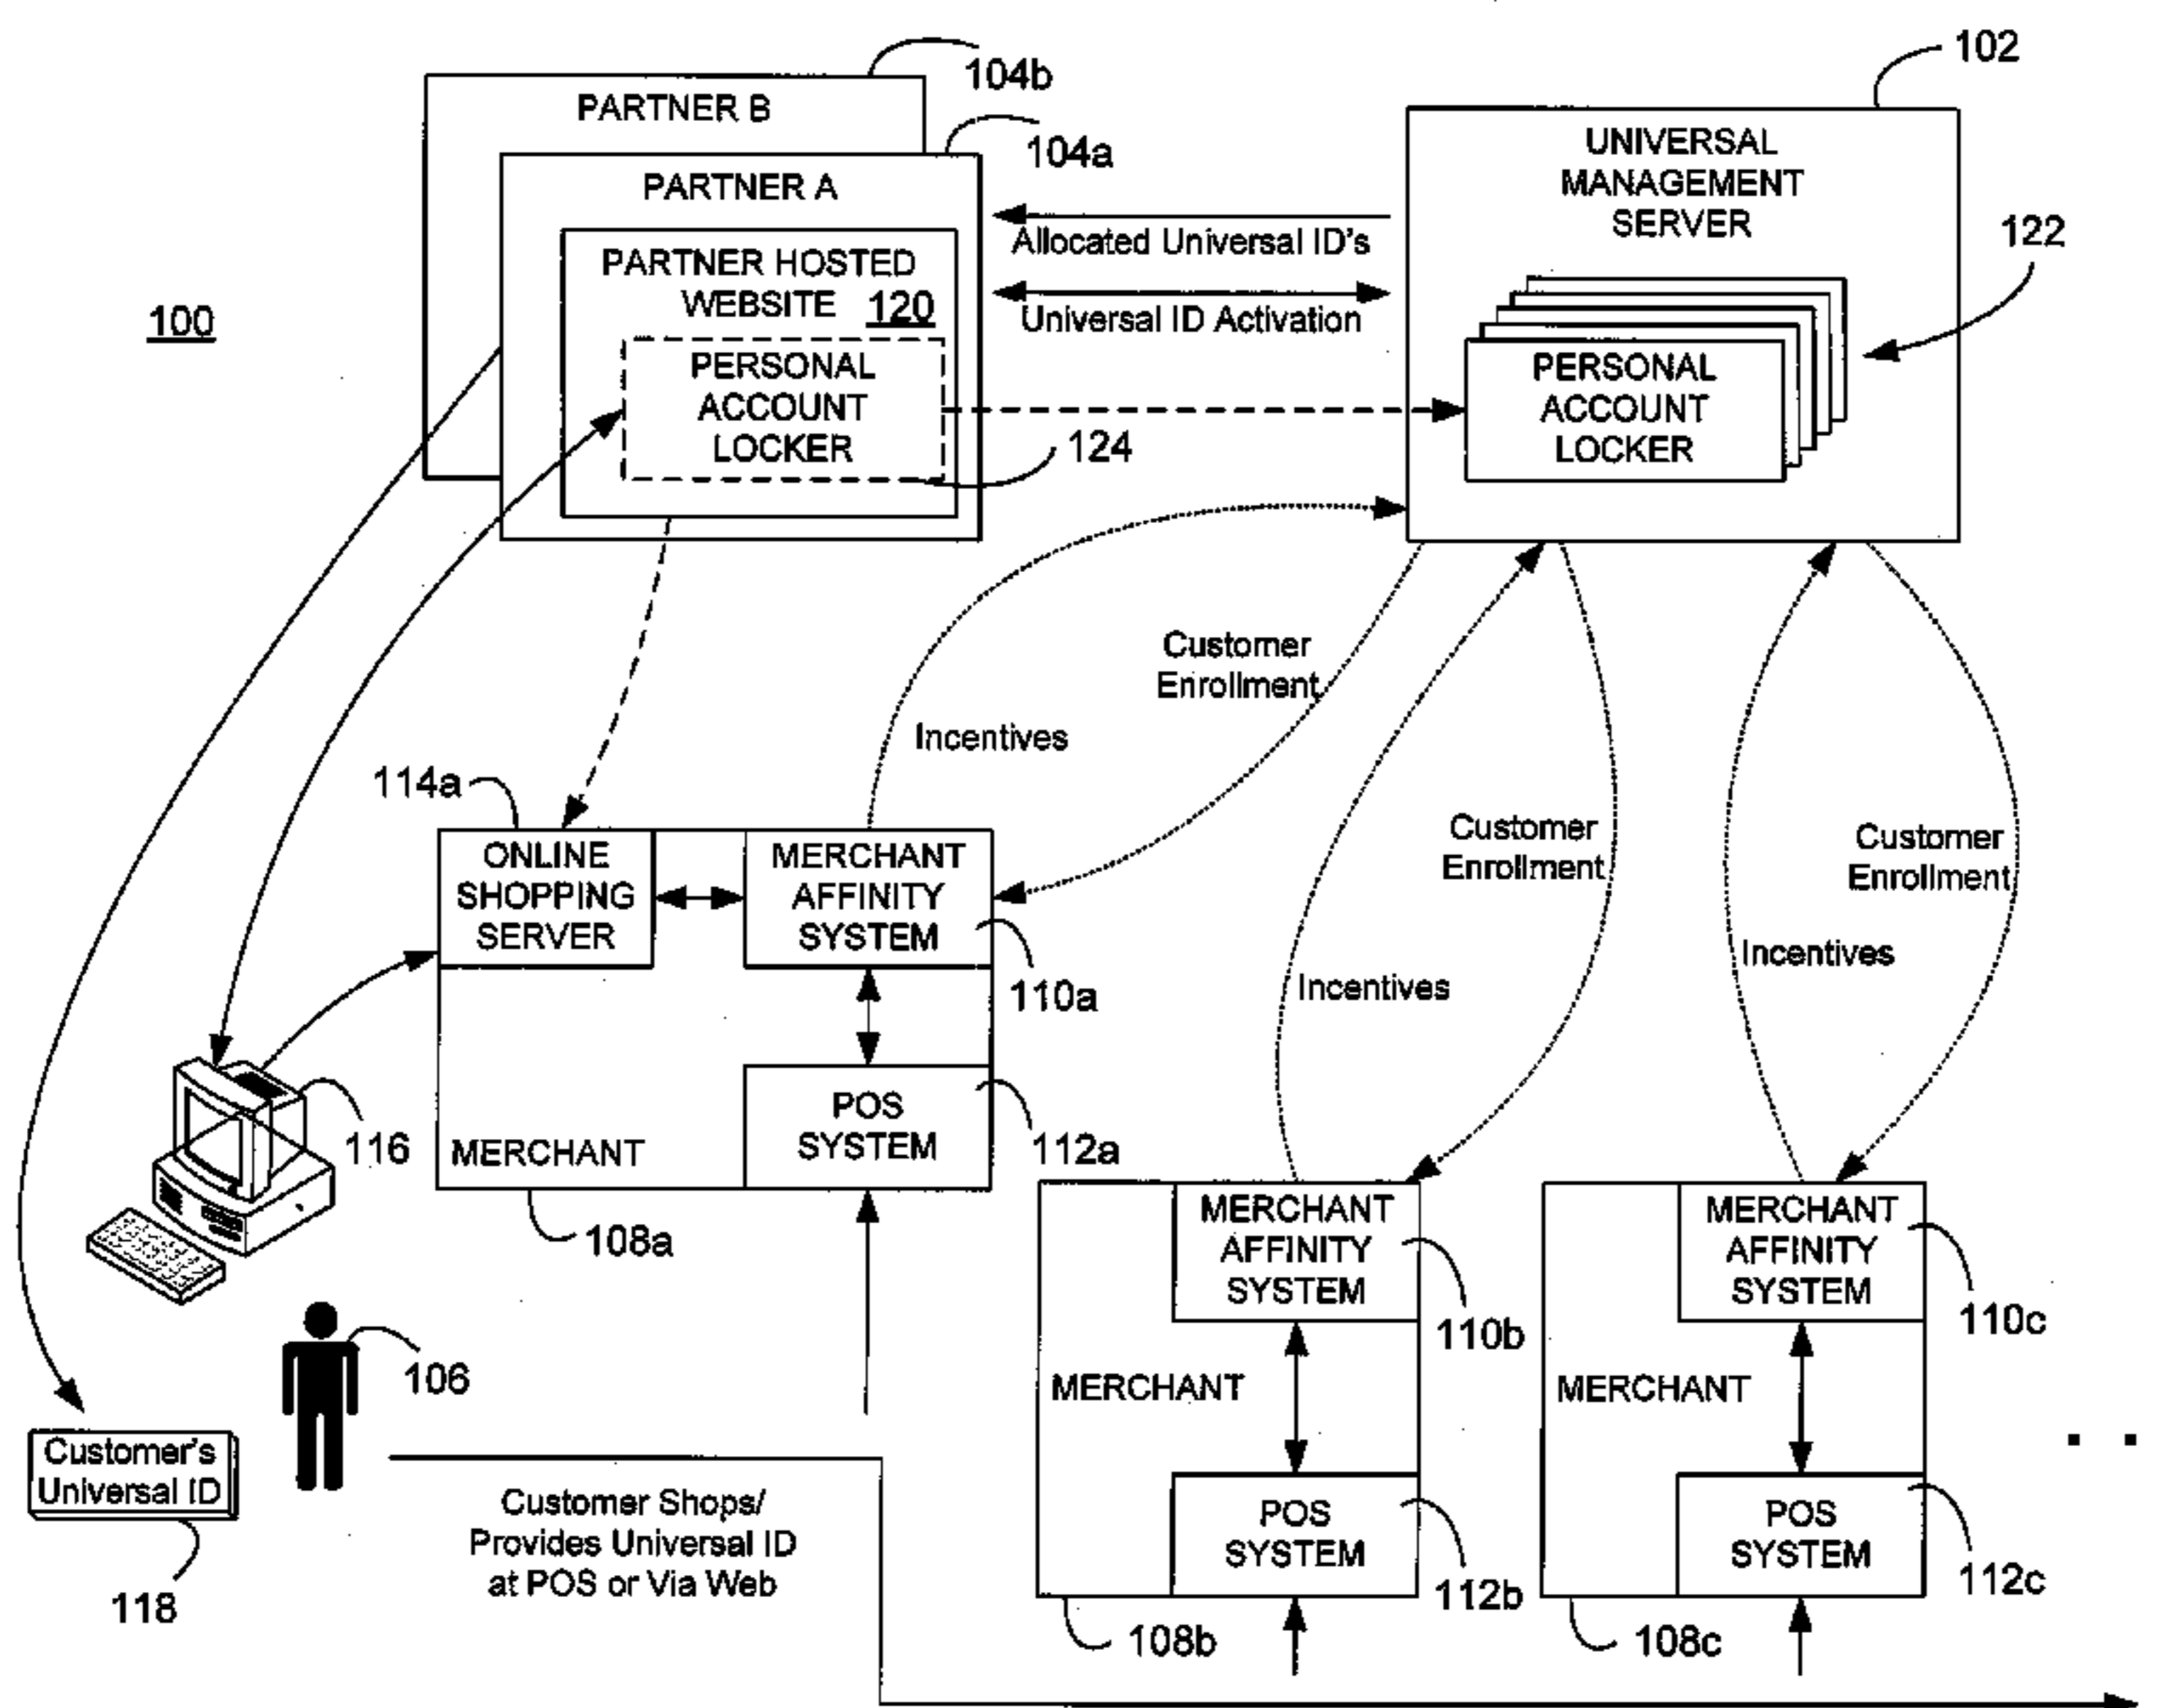 102
104b
PARTNER B
104a
UNIVERSAL
MANAGEMENT
SERVER
PARTNER A
Allocated Universal ID's
122
PARTNER HOSTED
WEBSITE 120
Universal ID Activation
100
PERSONAL
ACCOUNT
LOCKER
124
PERSONAL
ACCOUNT
LOCKER
Customer
Enrollment
Incentives
114a
Customer
Enrollment
Customer
Enrollment
ONLINE
SHOPPING
SERVER
MERCHANT
AFFINITY
SYSTEM
Incentives
Incentives
110a
116
MERCHANT
POS
SYSTEM
112a
108a
MERCHANT
AFFINITY
SYSTEM
MERCHANT
AFFINITY
SYSTEM
110b
110c
106
MERCHANT
MERCHANT
Customer's
Universal ID
118
Customer Shops/
Provides Universal ID
at POS or Via Web
POS
SYSTEM
POS
SYSTEM
112b
112c
108b
108c
. .